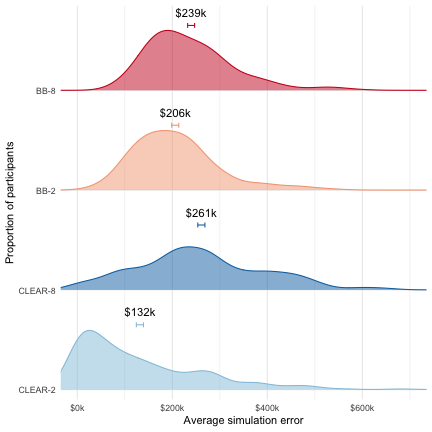 $239k
BB-8
$206k
BB-2
$261k
CLEAR-8
$132k
CLEAR-2
Proportion of participants
$0k $200k $400k $600k
Average simulation error